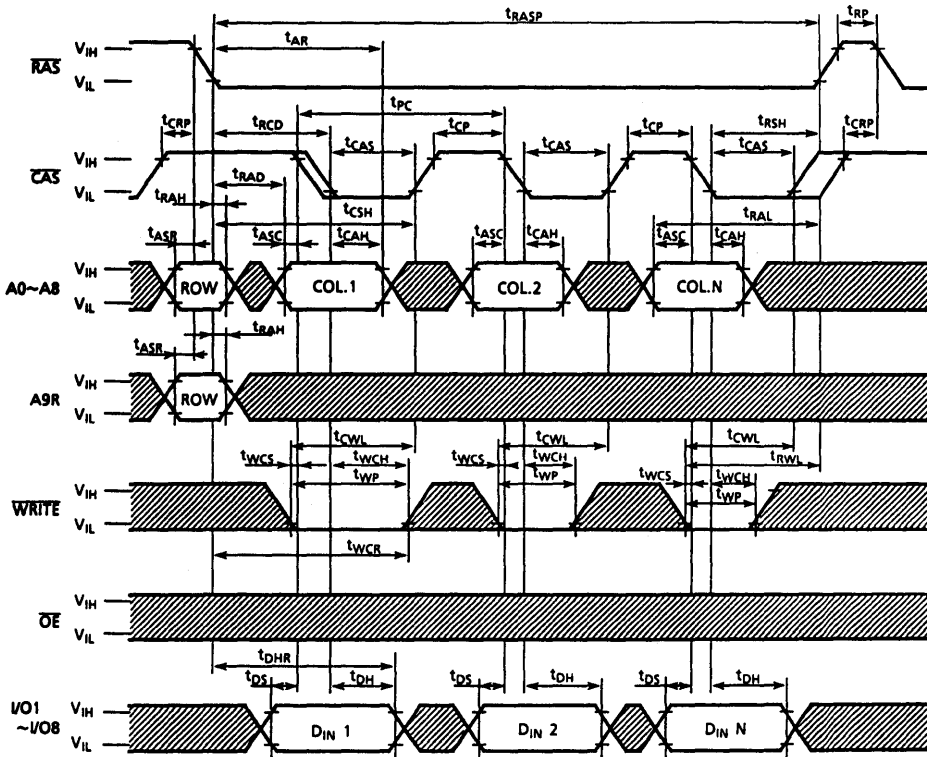 tRASP
tRP
tAR
VIH
RAS
VIL
tPC
tCRP
tRCD
tCP
tCP
tRSH
tCRP
tCAS
tCAS
tCAS
VIH
CAS
VIL
tRAD
tRAH
tCSH
tRAL
tASR
tASC
tCAH
tASC
tCAH
tASC
tCAH
VIH
A0~A8
ROW
COL.1
COL.2
COL.N
VIL
tRAH
tASR
VIH
A9R
ROW
VIL
tCWL
tCWL
tCWL
tWCS
tWCH
tWCS
tWCH
tRWL
tWP
tWP
tWCS
tWCH
tWP
VIH
WRITE
VIL
tWCR
VIH
OE
VIL
tDHR
tDS
tDH
tDS
tDH
tDS
tDH
I/O1
~I/O8
VIH
DIN 1
DIN 2
DIN N
VIL